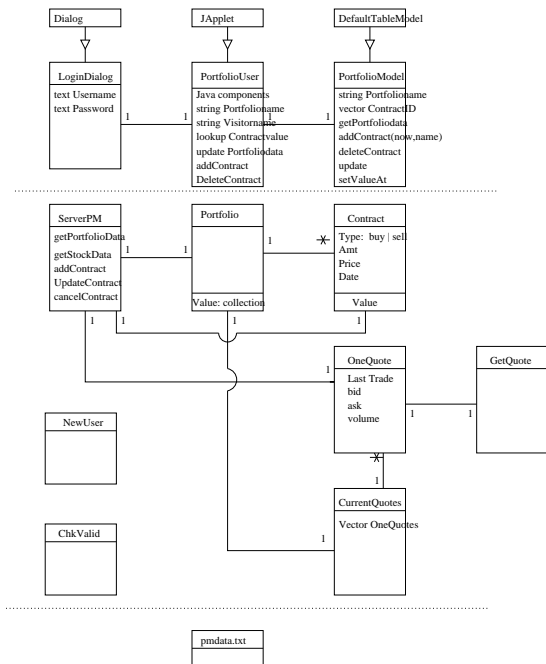 Dialog
JApplet
DefaultTableModel
LoginDialog
text Username
text Password
1
1
PortfolioUser
Java components
string Portfolioname
string Visitorname
lookup Contractvalue
update Portfoliodata
addContract
DeleteContract
1
1
PortfolioModel
string Portfolioname
vector ContractID
getPortfoliodata
addContract(now,name)
deleteContract
update
setValueAt
ServerPM
getPortfolioData
getStockData
addContract
UpdateContract
cancelContract
1
1
Portfolio
Value: collection
1
*
Contract
Type: buy | sell
Amt
Price
Date
Value
1
1
1
1
1
OneQuote
Last Trade
bid
ask
volume
1
1
GetQuote
NewUser
*
1
CurrentQuotes
Vector OneQuotes
1
ChkValid
pmdata.txt